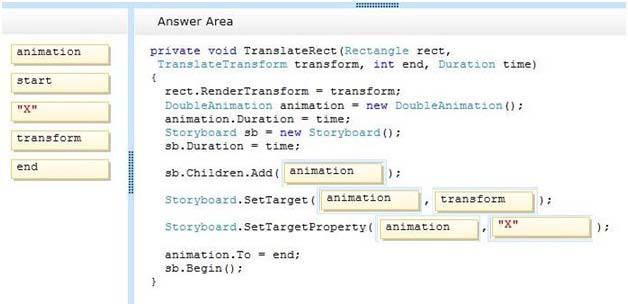 Answer Area
animation
start
"X"
transform
end
private void TranslateRect(Rectangle rect,
TranslateTransform transform, int end, Duration time)
{
rect.RenderTransform = transform;
DoubleAnimation animation = new DoubleAnimation();
animation.Duration = time;
Storyboard sb = new Storyboard();
sb.Duration = time;
sb.Children.Add( animation );
Storyboard.SetTarget( animation , transform );
Storyboard.SetTargetProperty( animation , "X" );
animation.To = end;
sb.Begin();
}